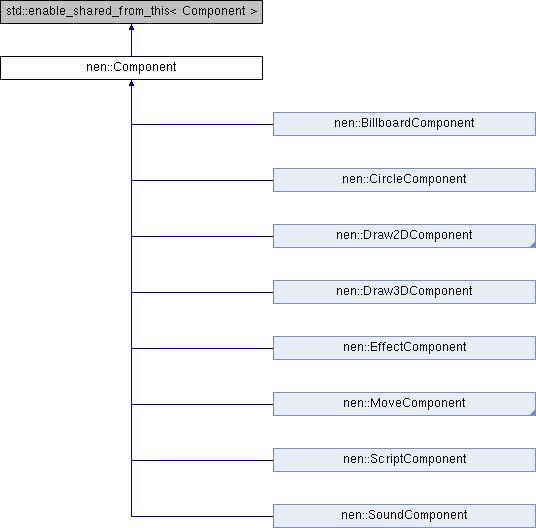 std::enable_shared_from_this< Component >
nen::Component
nen::BillboardComponent
nen::CircleComponent
nen::Draw2DComponent
nen::Draw3DComponent
nen::EffectComponent
nen::MoveComponent
nen::ScriptComponent
nen::SoundComponent